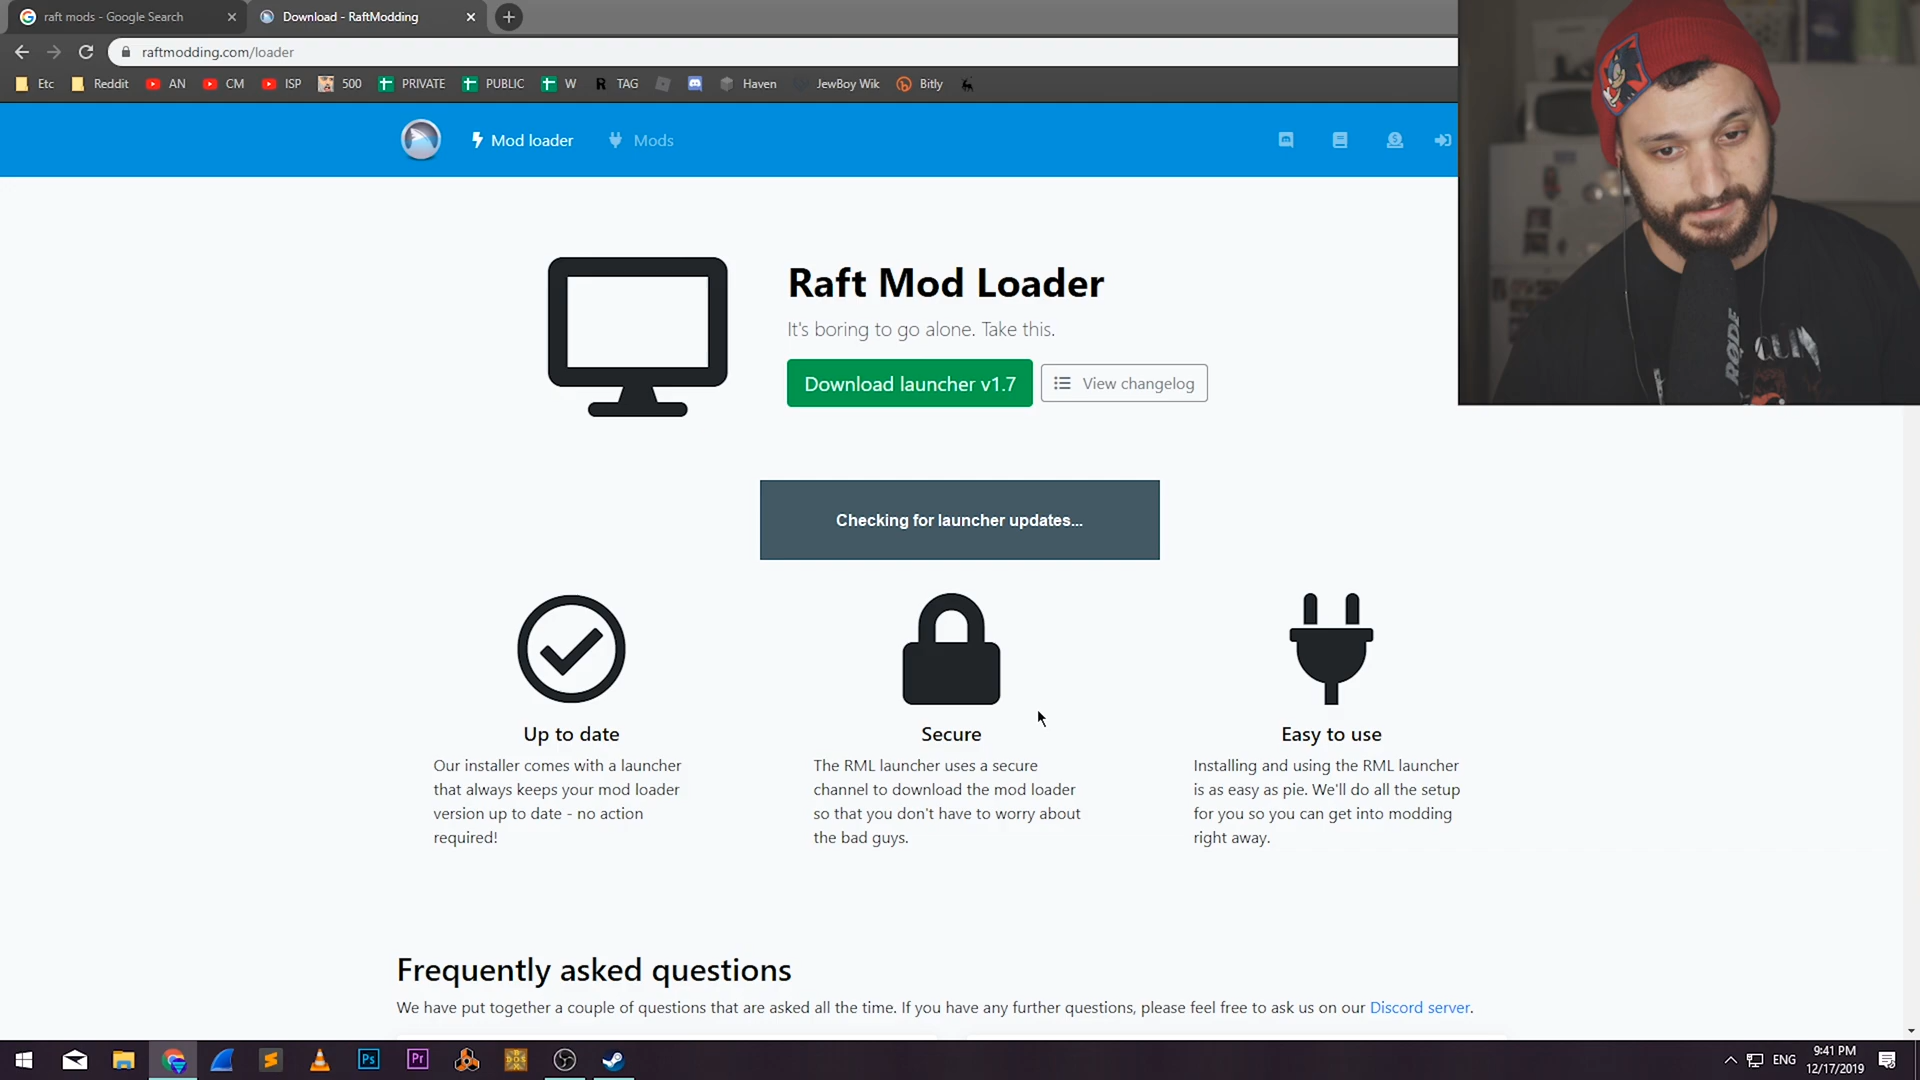 raft mods - Google Search
Download - RaftModding
raftmodding.com/loader
Etc Reddit AN CM ISP 500 PRIVATE PUBLIC W TAG Haven JewBoy Wik Bitly
Mod loader Mods
Raft Mod Loader
It's boring to go alone. Take this.
Download launcher v1.7 View changelog
RØDE
Checking for launcher updates...
Up to date
Our installer comes with a launcher
that always keeps your mod loader
version up to date - no action
required!
Secure
The RML launcher uses a secure
channel to download the mod loader
so that you don't have to worry about
the bad guys.
Easy to use
Installing and using the RML launcher
is as easy as pie. We'll do all the setup
for you so you can get into modding
right away.
Frequently asked questions
We have put together a couple of questions that are asked all the time. If you have any further questions, please feel free to ask us on our Discord server.
Ps Pr DOS
ENG
9:41 PM
12/17/2019